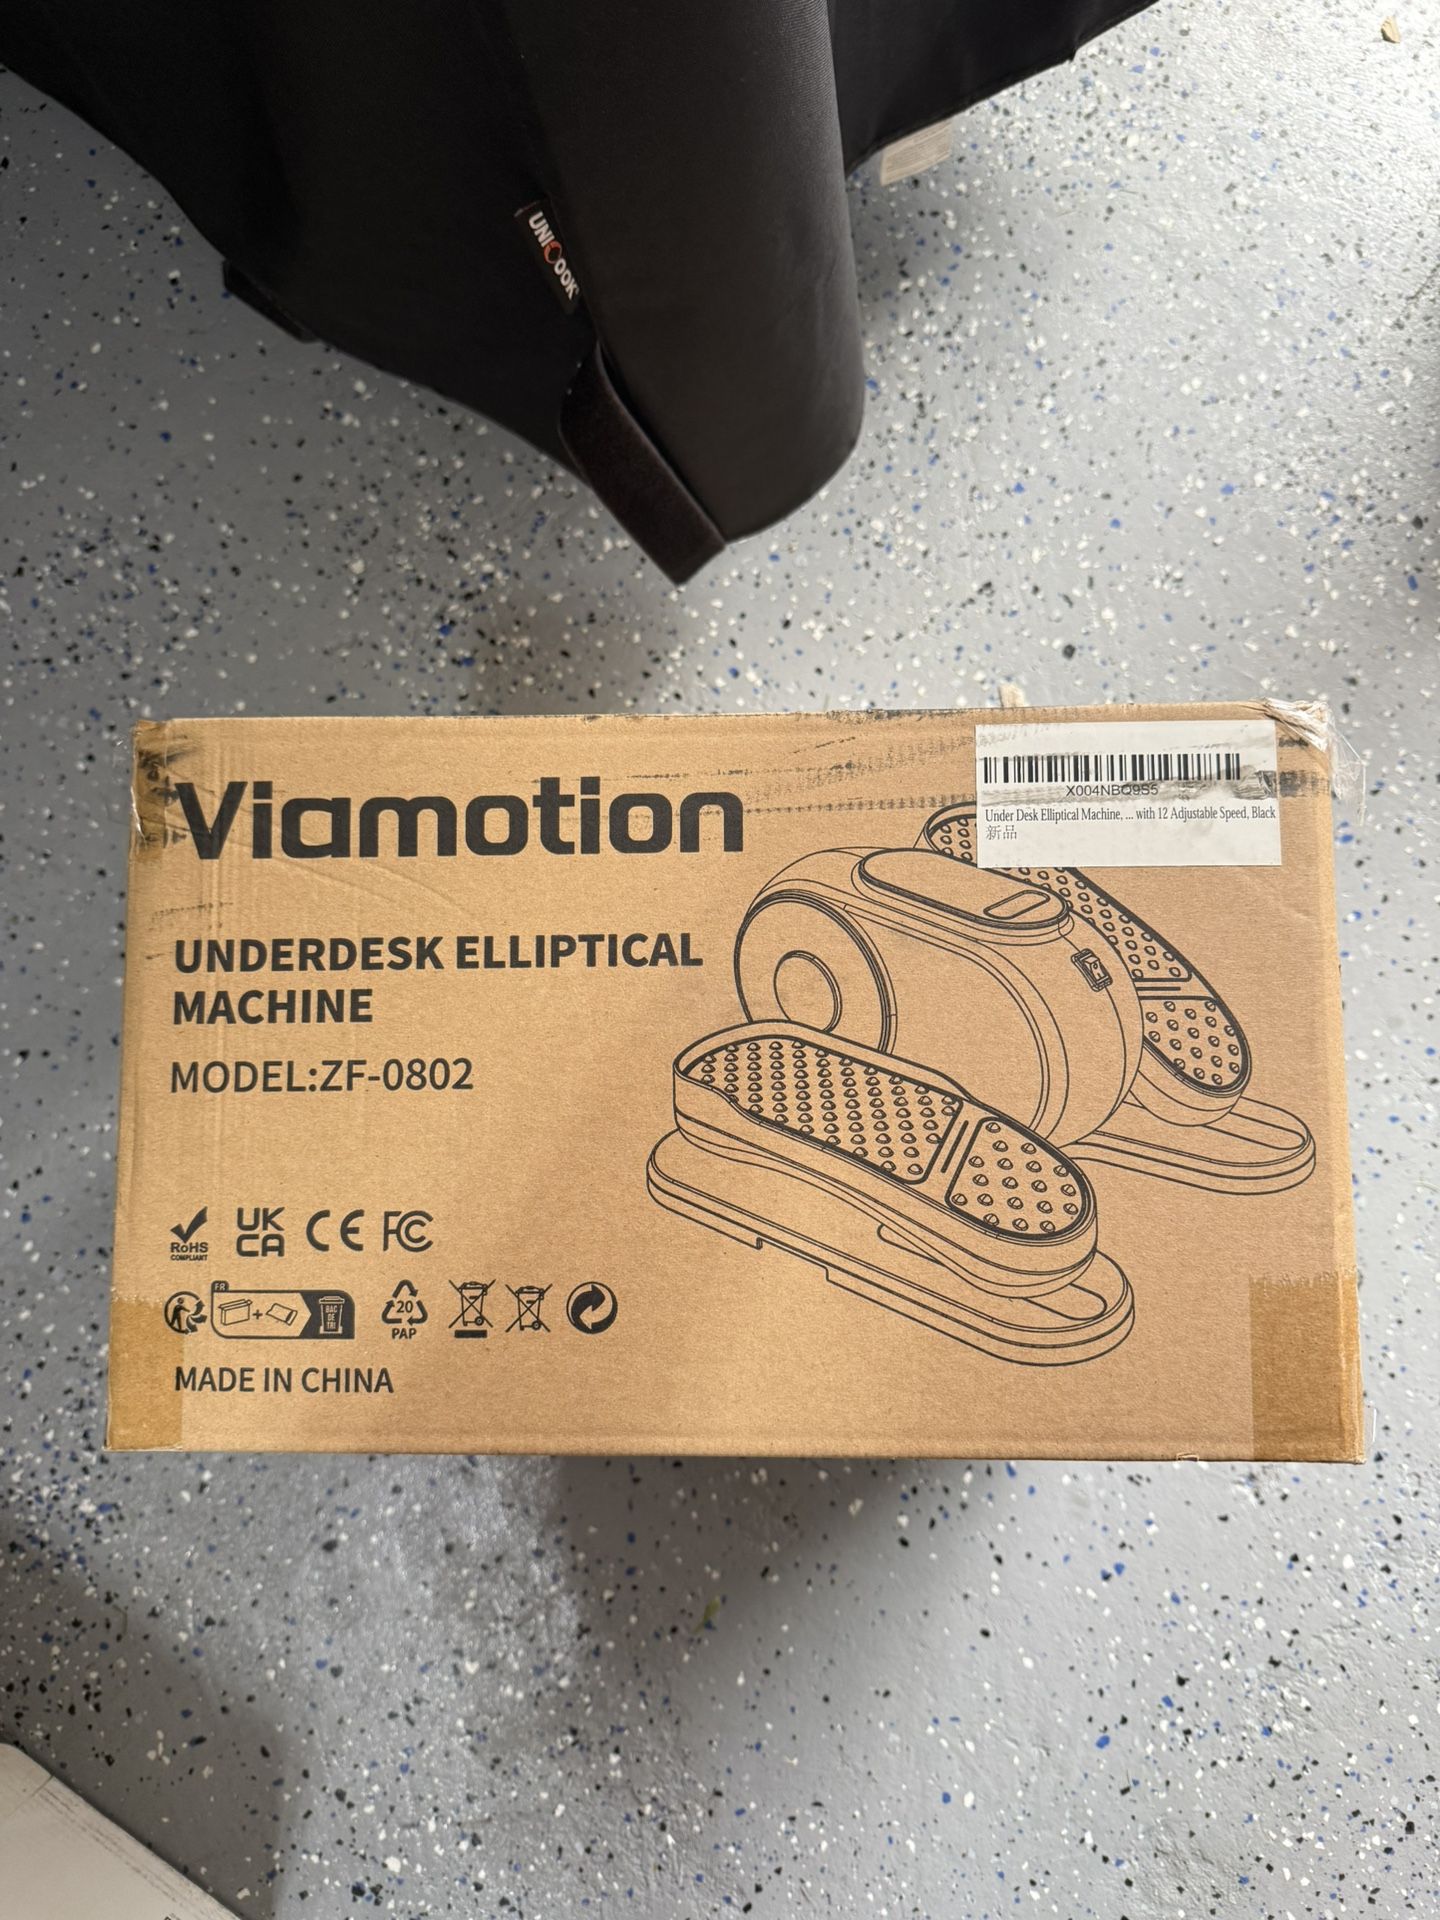 UNICOOK
Viamotion
X004NBQ9S5
Under Desk Elliptical Machine, ... with 12 Adjustable Speed, Black
新品
UNDERDESK ELLIPTICAL
MACHINE
MODEL:ZF-0802
RoHS
COMPLIANT
UK
CA
CE
FC
FR
+
BAC
DE
TRI
20
PAP
MADE IN CHINA